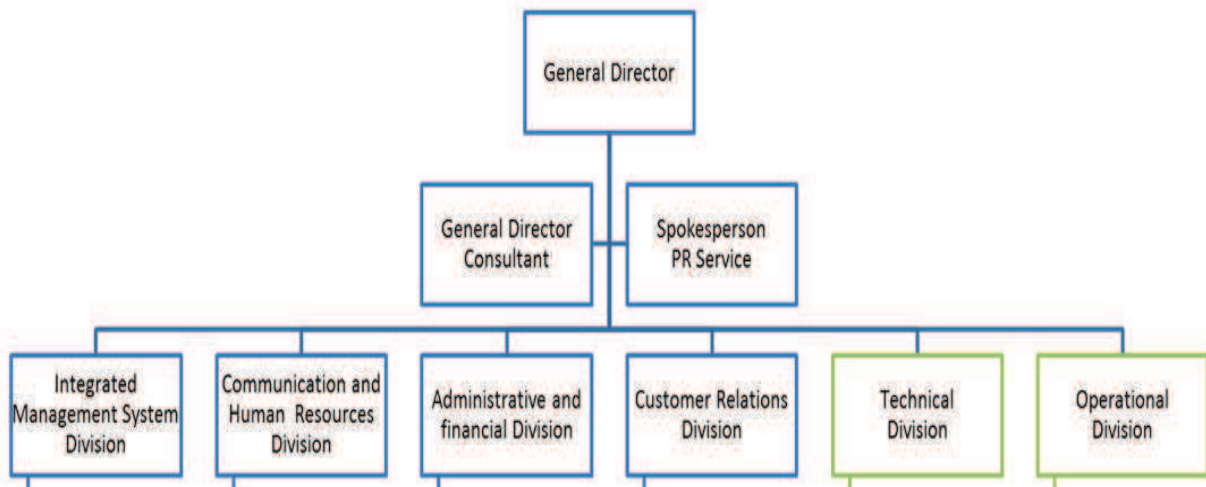 General Director
General Director
Consultant
Spokesperson
PR Service
Integrated
Management System
Division
Communication and
Human Resources
Division
Administrative and
financial Division
Customer Relations
Division
Technical
Division
Operational
Division